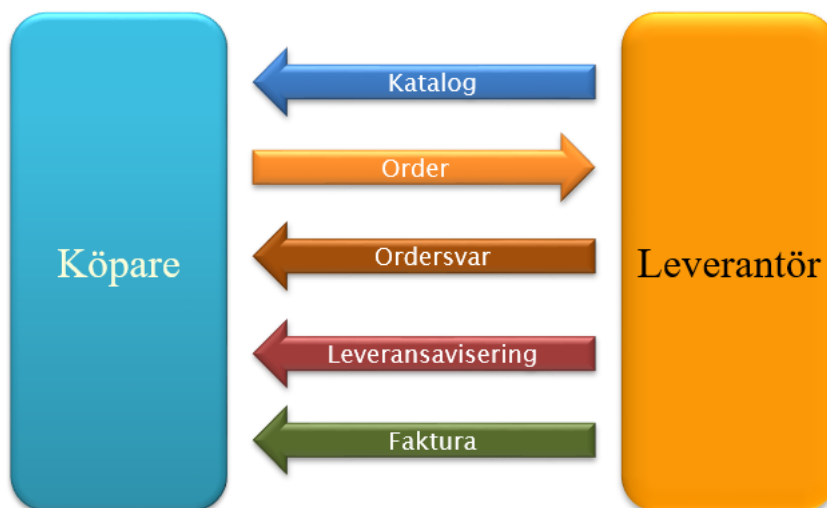 Köpare
Katalog
Order
Ordersvar
Leveransavisering
Faktura
Leverantör